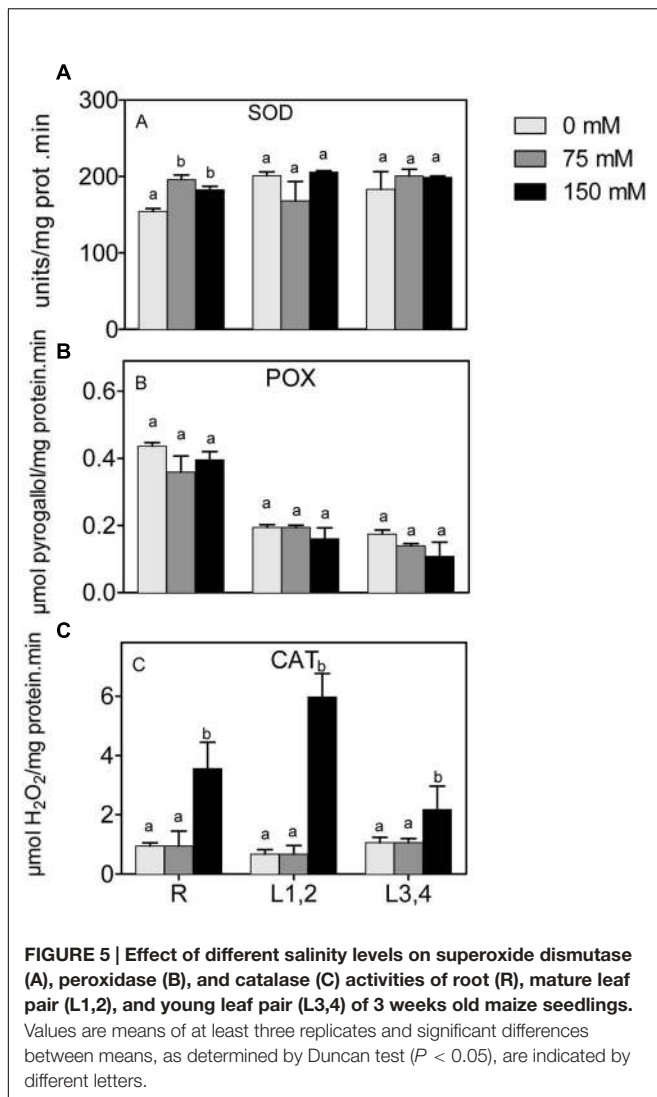 A
300
200
100
0
units/mg prot .min
A
SOD
a
b
b
a
a
a
a
a
a
0 mM
75 mM
150 mM
B
0.6
0.4
0.2
0.0
µmol pyrogallol/mg protein.min
B
POX
a
a
a
a
a
a
a
a
a
C
6
4
2
0
µmol H₂O₂/mg protein.min
C
CAT
a
a
b
a
a
b
a
a
b
R
L1,2
L3,4
FIGURE 5 | Effect of different salinity levels on superoxide dismutase
(A), peroxidase (B), and catalase (C) activities of root (R), mature leaf
pair (L1,2), and young leaf pair (L3,4) of 3 weeks old maize seedlings.
Values are means of at least three replicates and significant differences
between means, as determined by Duncan test (P < 0.05), are indicated by
different letters.